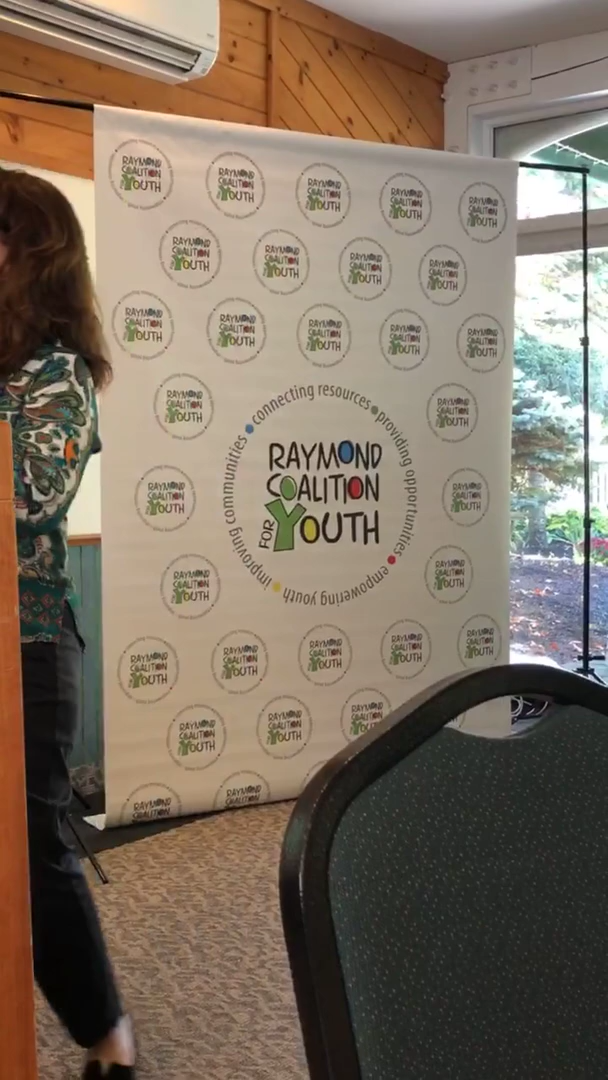 RAYMOND
COALITION
FOR YOUTH
connecting resources
providing opportunities
empowering youth
improving communities
RAYMOND
COALITION
FOR YOUTH